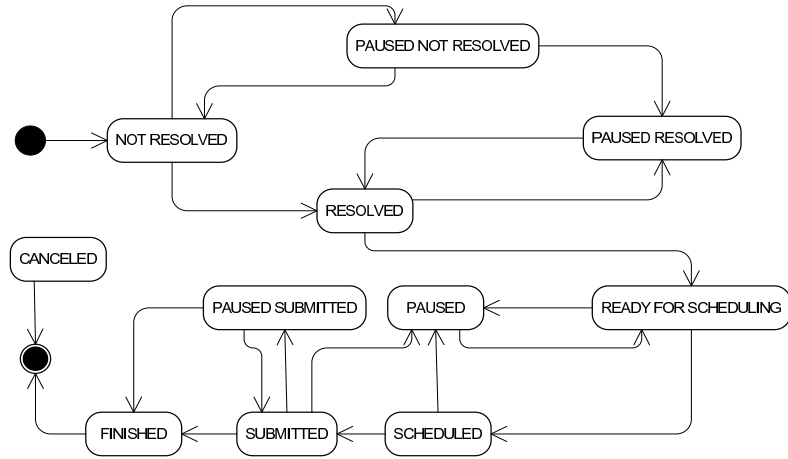 PAUSED NOT RESOLVED
NOT RESOLVED
PAUSED RESOLVED
RESOLVED
CANCELED
PAUSED SUBMITTED
PAUSED
READY FOR SCHEDULING
FINISHED
SUBMITTED
SCHEDULED